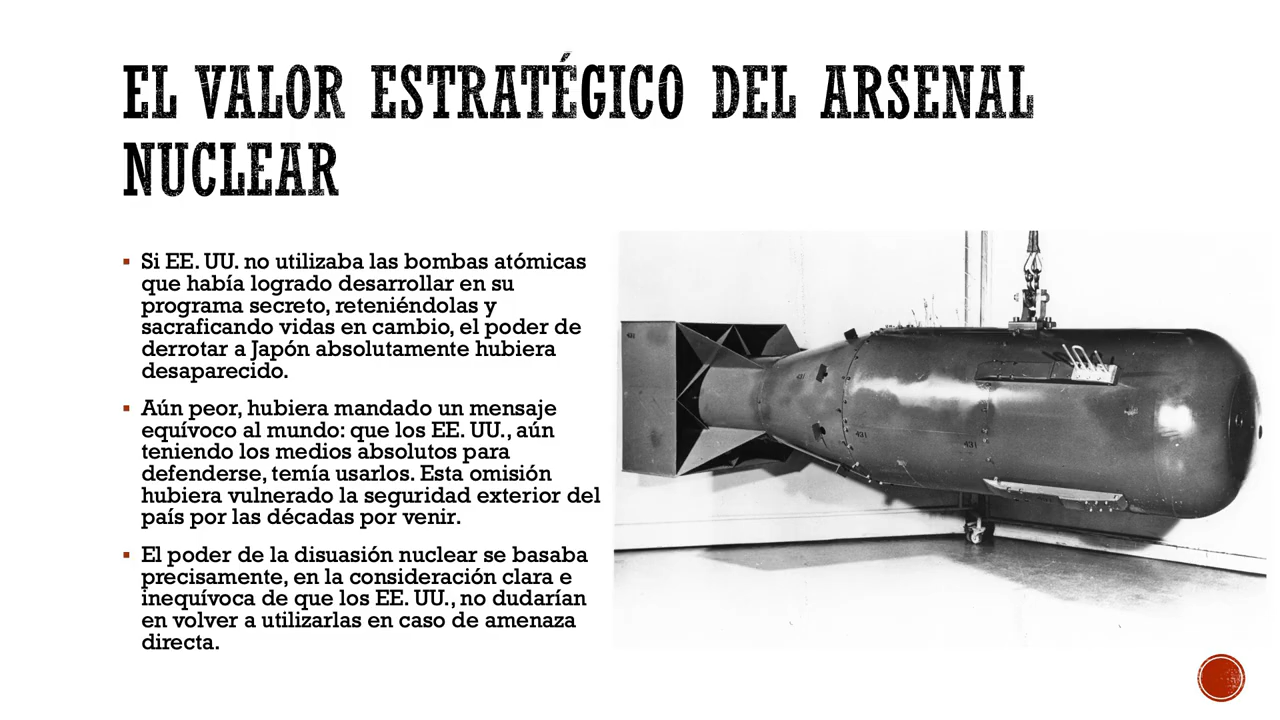 EL VALOR ESTRATÉGICO DEL ARSENAL
NUCLEAR
▪ Si EE. UU. no utilizaba las bombas atómicas
que había logrado desarrollar en su
programa secreto, reteniéndolas y
sacraficando vidas en cambio, el poder de
derrotar a Japón absolutamente hubiera
desaparecido.
▪ Aún peor, hubiera mandado un mensaje
equívoco al mundo: que los EE. UU., aún
teniendo los medios absolutos para
defenderse, temía usarlos. Esta omisión
hubiera vulnerado la seguridad exterior del
país por las décadas por venir.
▪ El poder de la disuasión nuclear se basaba
precisamente, en la consideración clara e
inequívoca de que los EE. UU., no dudarían
en volver a utilizarlas en caso de amenaza
directa.
431
431